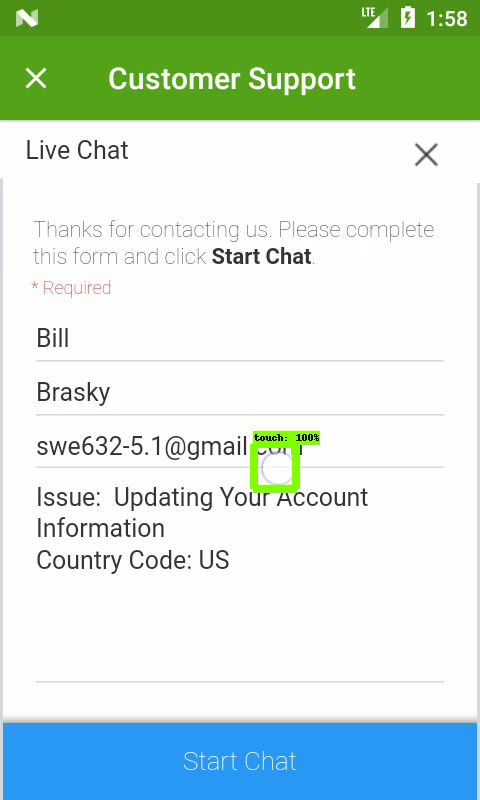 LTE 1:58
Customer Support
Live Chat
Thanks for contacting us. Please complete
this form and click Start Chat.
* Required
Bill
Brasky
touch: 100%
swe632-5.1@gmail.com
Issue:  Updating Your Account
Information
Country Code: US
Start Chat